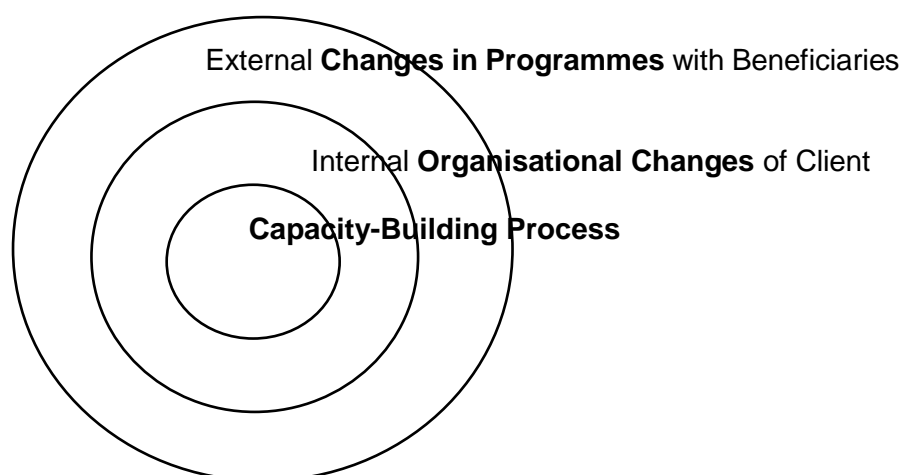 External Changes in Programmes with Beneficiaries
Internal Organisational Changes of Client
Capacity-Building Process